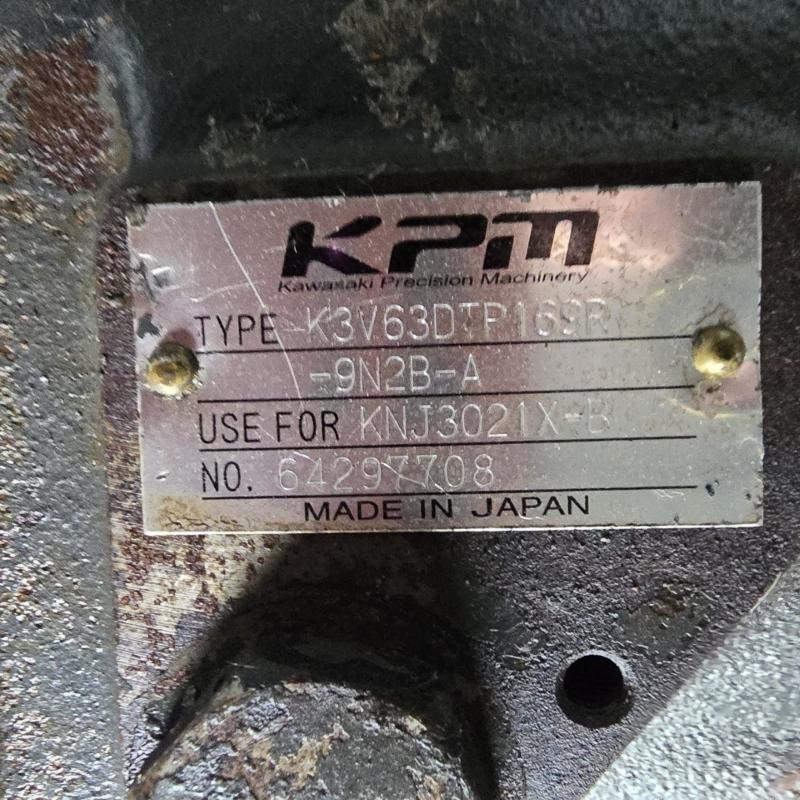 KPM
Kawasaki Precision Machinery
TYPE K3V63DTP169R
-9N2B-A
USE FOR KNJ3021X-B
NO. 64297708
MADE IN JAPAN